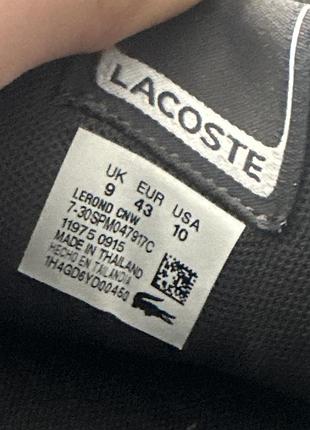 LACOSTE
UK EUR USA
9 43 10
LEROND CNW
7-30SPM047917C
11975 0915
MADE IN THAILAND
HECHO EN TAILANDIA
1H4GD6YD00450